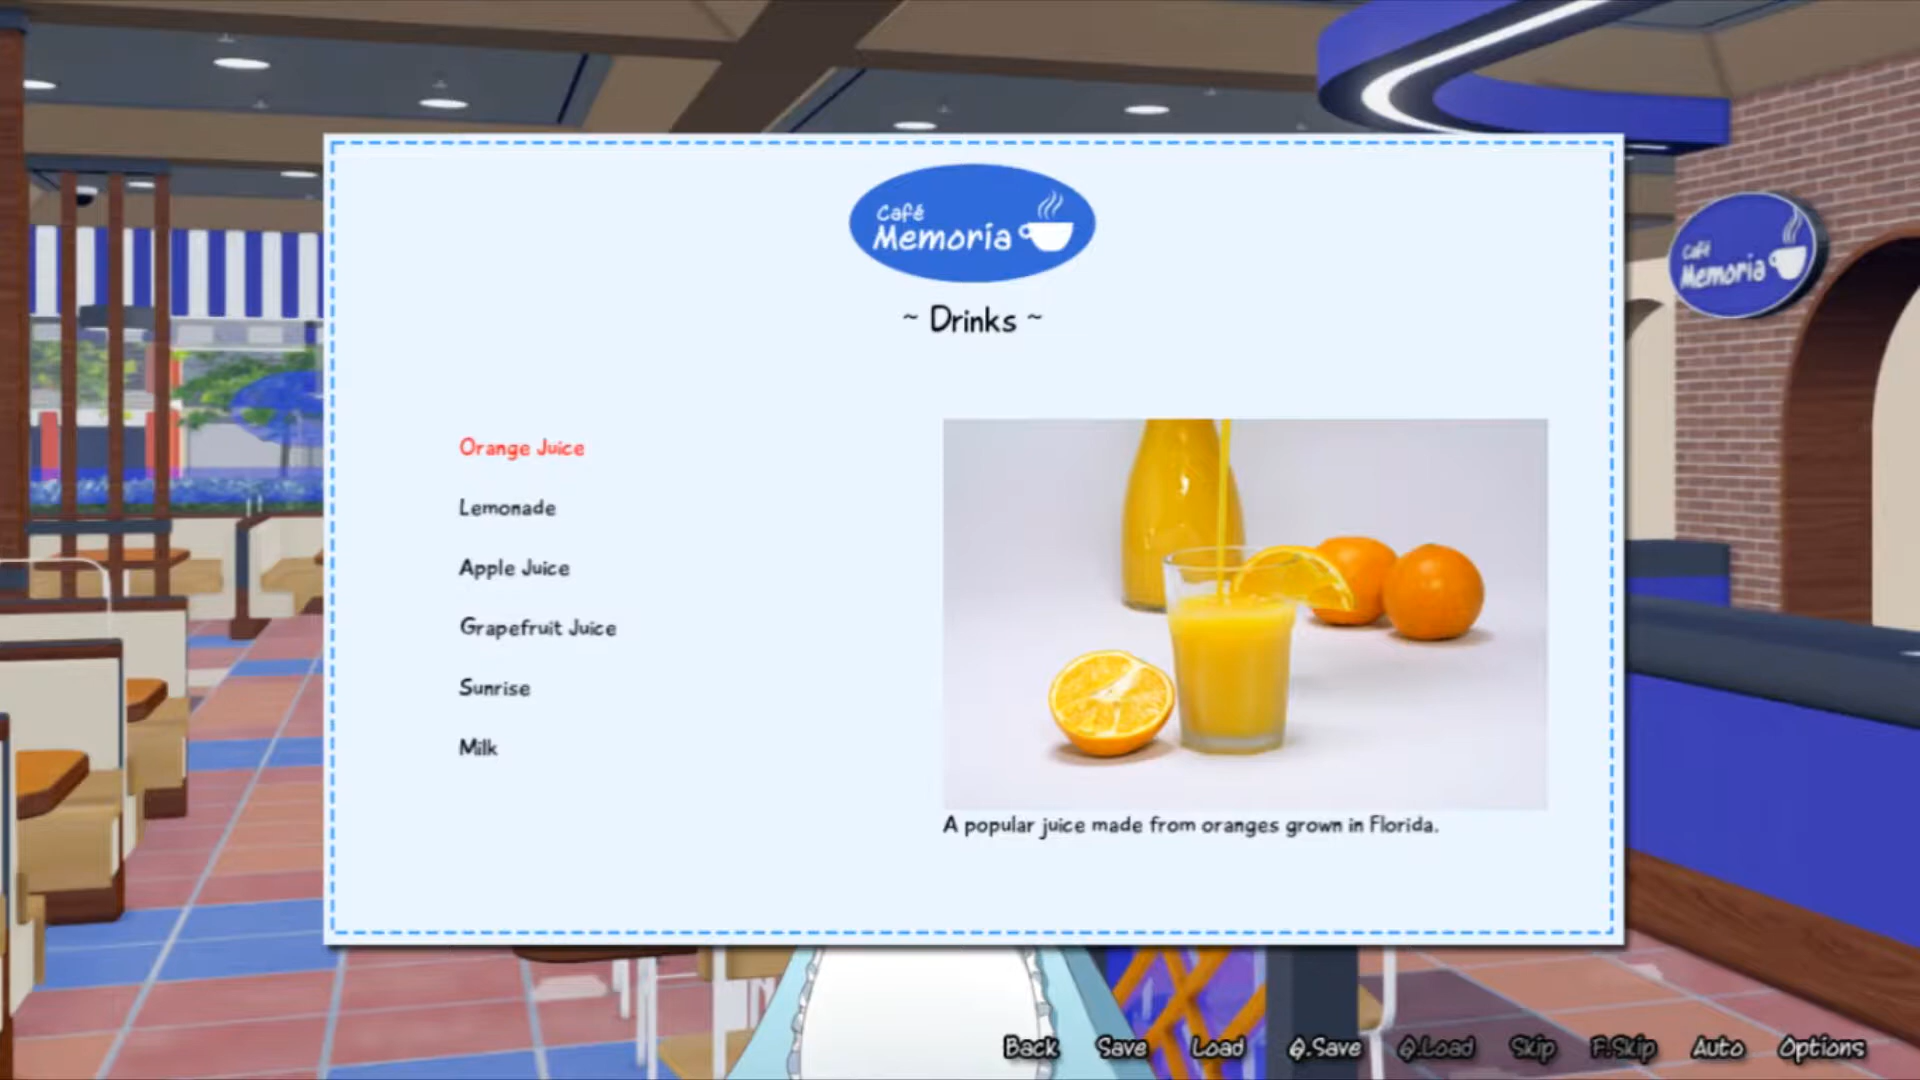 Café
Memoria
~ Drinks ~
Café
Memoria
Orange Juice
Lemonade
Apple Juice
Grapefruit Juice
Sunrise
Milk
A popular juice made from oranges grown in Florida.
Back Save Load Q.Save Q.Load Skip F.Skip Auto Options